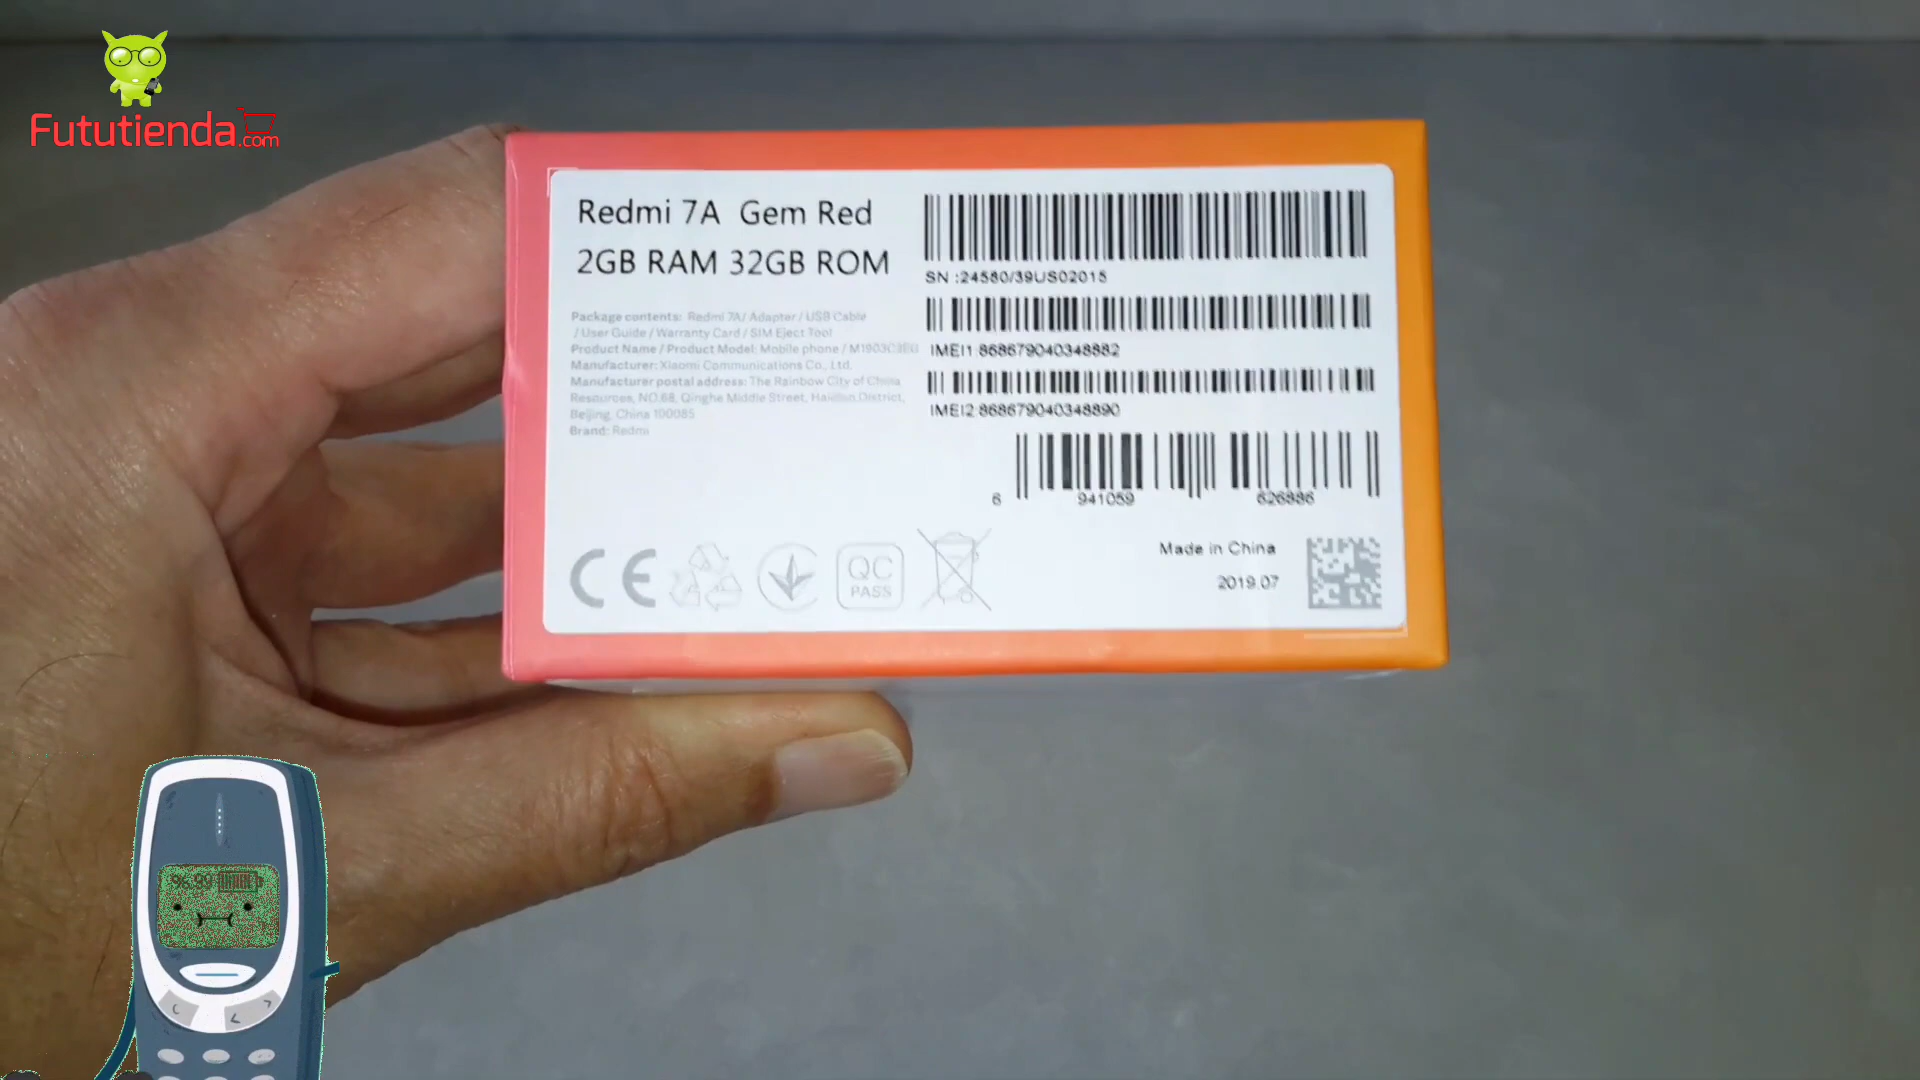 Fututienda.com
Redmi 7A Gem Red
2GB RAM 32GB ROM
Package contents: Redmi 7A/ Adapter / USB Cable
/ User Guide / Warranty Card / SIM Eject Tool
Product Name / Product Model: Mobile phone /
Manufacturer: Xiaomi Communications Co., Ltd.
Manufacturer postal address: The Rainbow City of China
Resources, NO.68, Qinghe Middle Street, Haidian District,
Beijing, China 100085
Brand: Redmi
SN :24580/39US02015
IMEI1:868679040348882
IMEI2:868679040348890
6 941059 626886
CE
QC
PASS
Made in China
2019.07